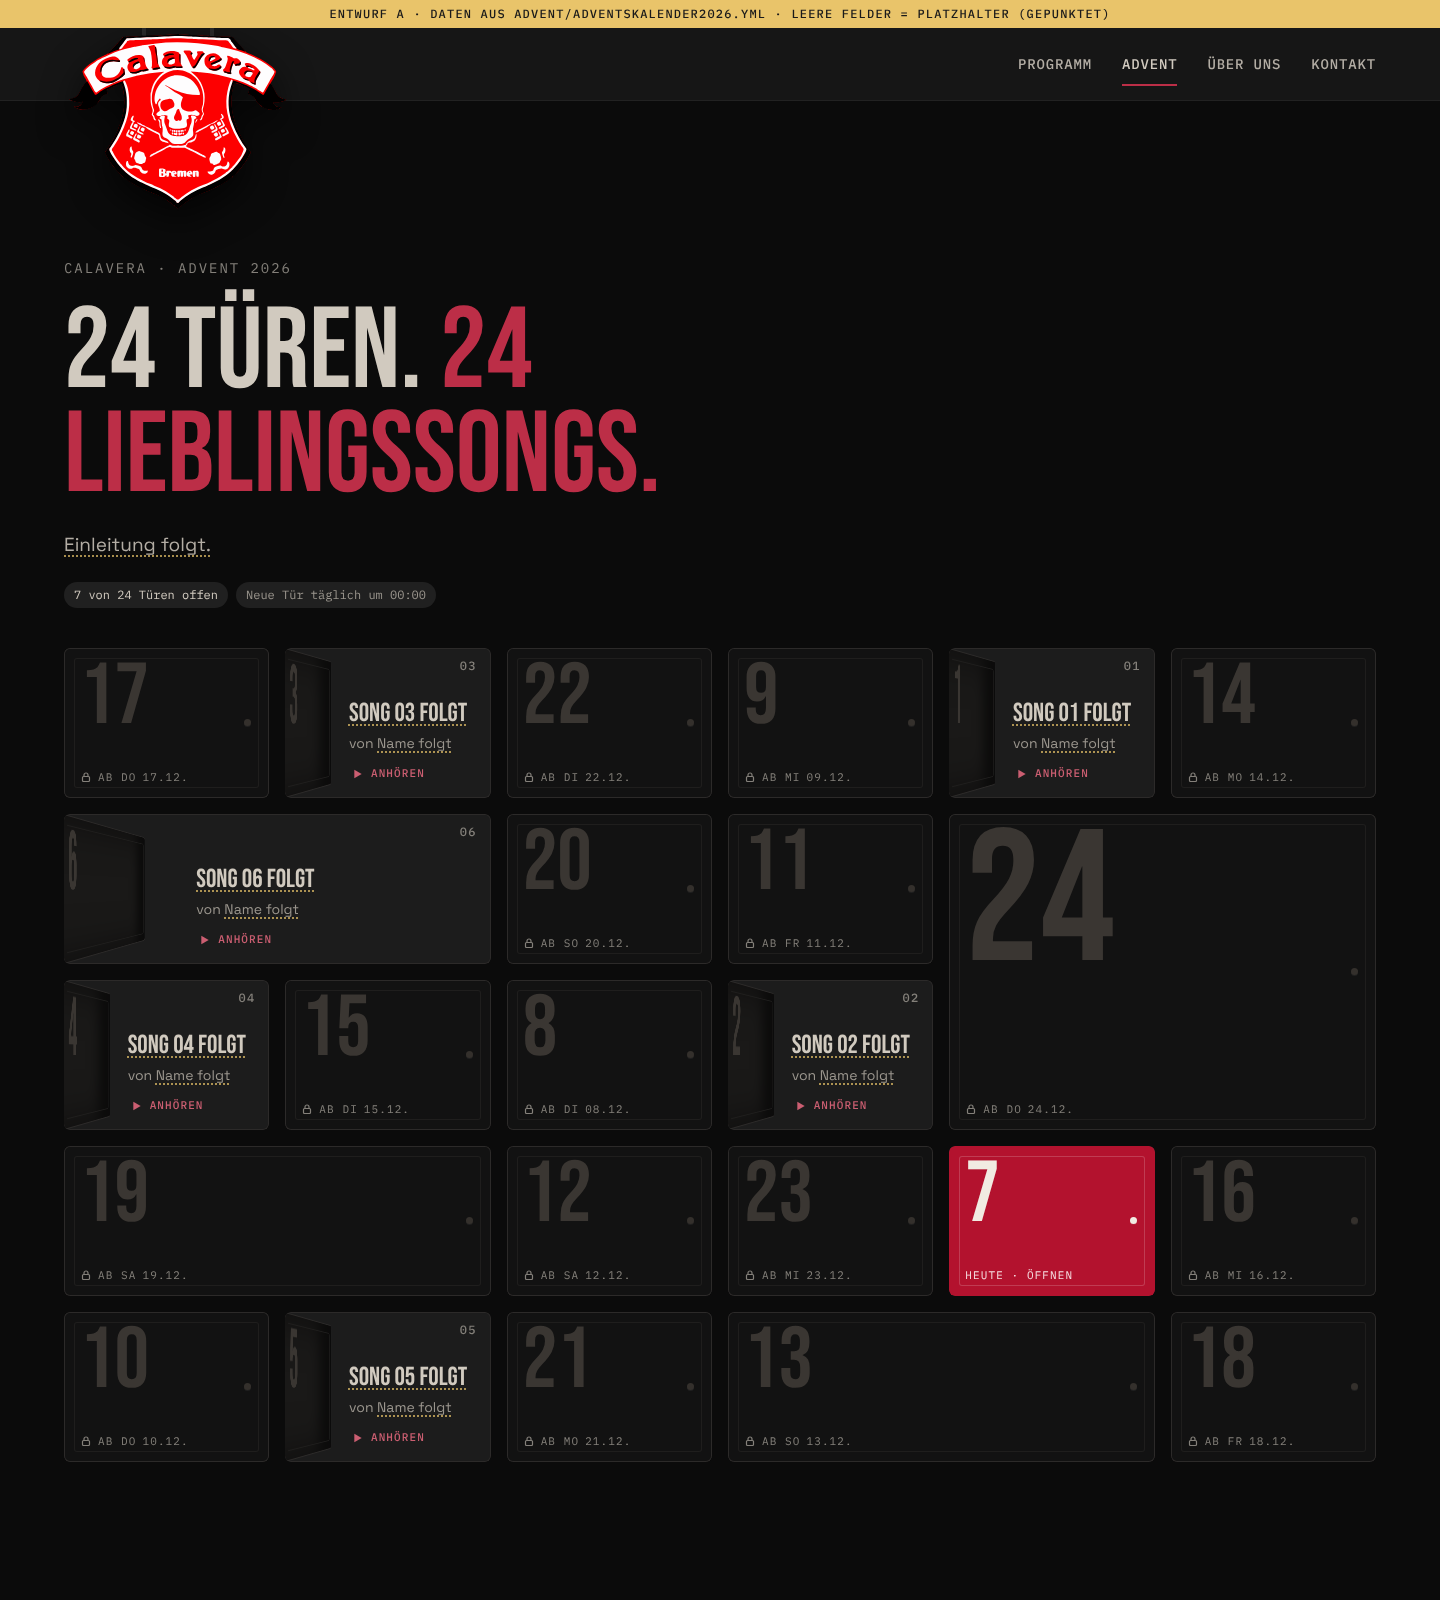 ENTWURF A · DATEN AUS ADVENT/ADVENTSKALENDER2026.YML · LEERE FELDER = PLATZHALTER (GEPUNKTET)
Calavera
Bremen
PROGRAMM ADVENT ÜBER UNS KONTAKT
CALAVERA · ADVENT 2026
24 TÜREN. 24
LIEBLINGSSONGS.
Einleitung folgt.
7 von 24 Türen offen
Neue Tür täglich um 00:00
17
AB DO 17.12.
3
03
SONG 03 FOLGT
von Name folgt
▶ ANHÖREN
22
AB DI 22.12.
9
AB MI 09.12.
1
01
SONG 01 FOLGT
von Name folgt
▶ ANHÖREN
14
AB MO 14.12.
6
06
SONG 06 FOLGT
von Name folgt
▶ ANHÖREN
20
AB SO 20.12.
11
AB FR 11.12.
24
AB DO 24.12.
4
04
SONG 04 FOLGT
von Name folgt
▶ ANHÖREN
15
AB DI 15.12.
8
AB DI 08.12.
2
02
SONG 02 FOLGT
von Name folgt
▶ ANHÖREN
19
AB SA 19.12.
12
AB SA 12.12.
23
AB MI 23.12.
7
HEUTE · ÖFFNEN
16
AB MI 16.12.
10
AB DO 10.12.
5
05
SONG 05 FOLGT
von Name folgt
▶ ANHÖREN
21
AB MO 21.12.
13
AB SO 13.12.
18
AB FR 18.12.